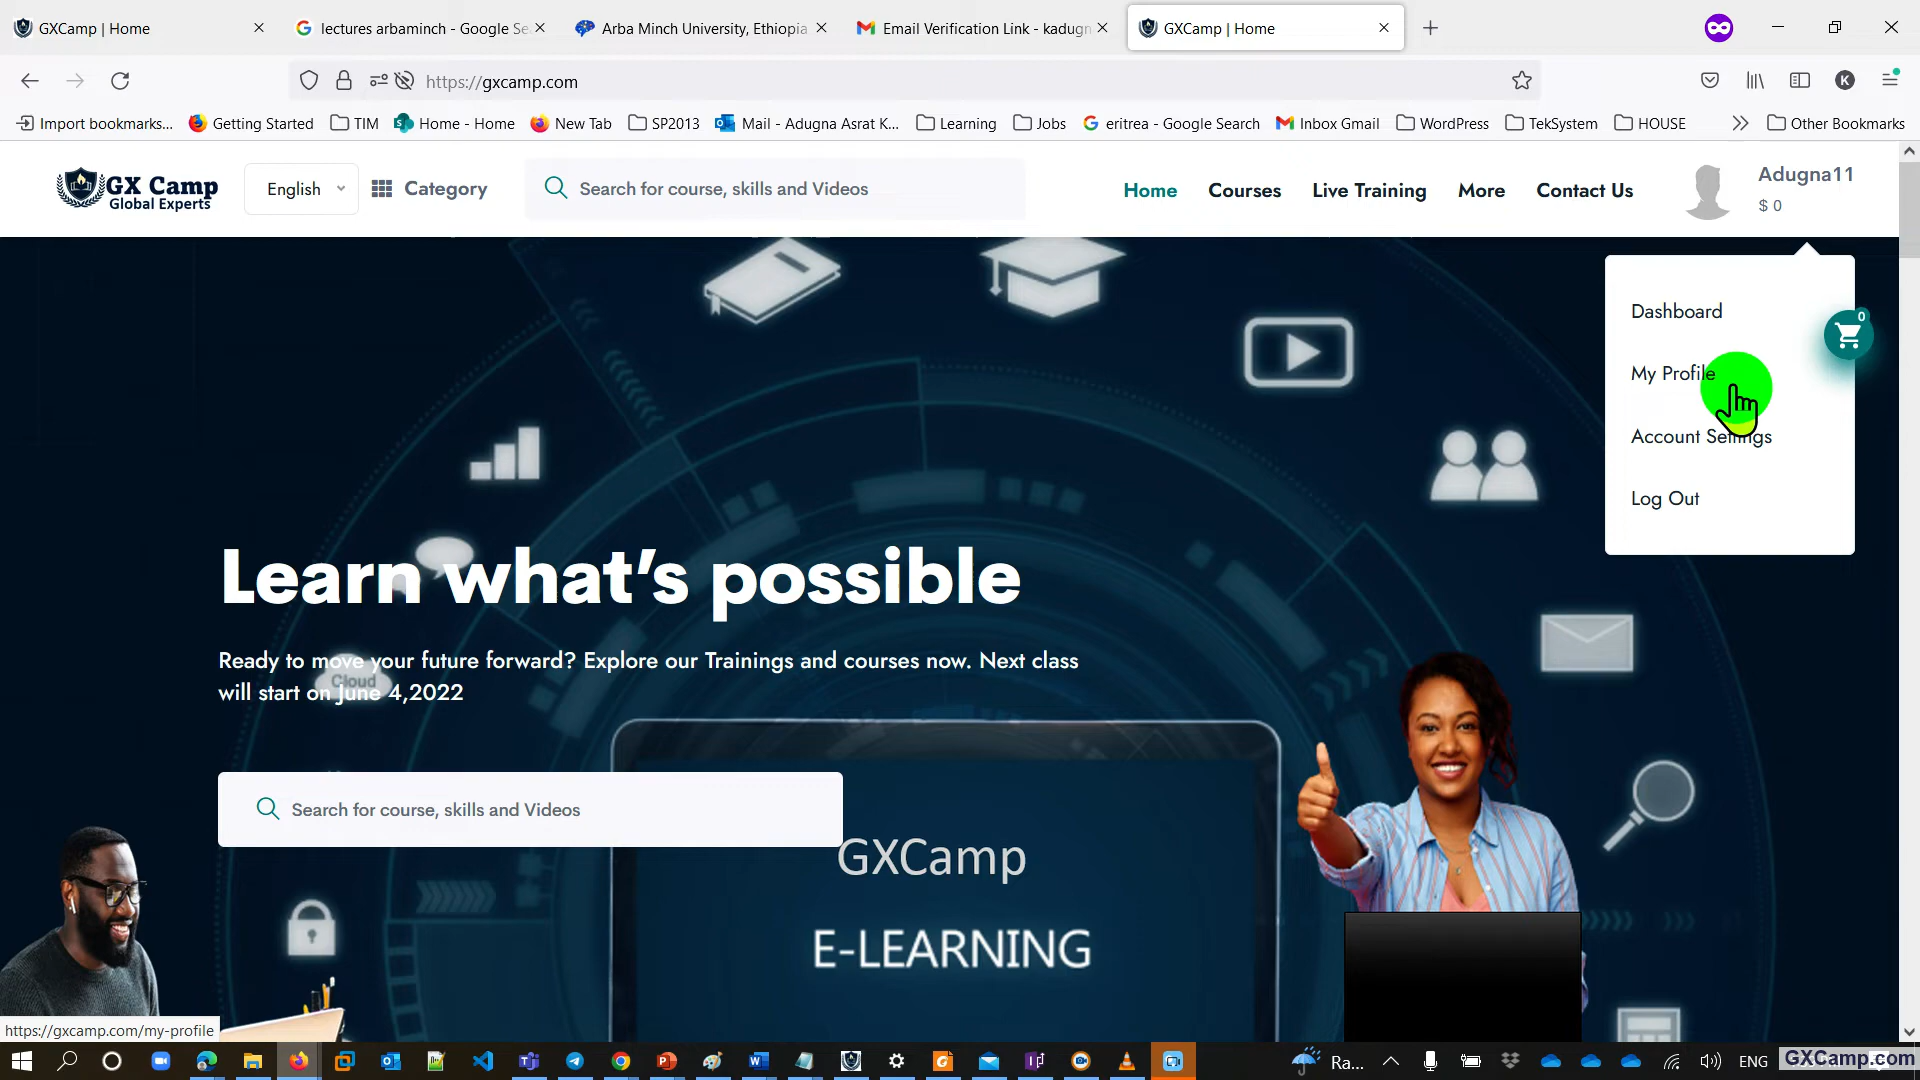 GXCamp | Home
lectures arbaminch - Google Se
Arba Minch University, Ethiopia
Email Verification Link - kadugn
GXCamp | Home
https://gxcamp.com
K
Import bookmarks...
Getting Started
TIM
Home - Home
New Tab
SP2013
Mail - Adugna Asrat K...
Learning
Jobs
eritrea - Google Search
Inbox Gmail
WordPress
TekSystem
HOUSE
Other Bookmarks
GX Camp
Global Experts
English
Category
Search for course, skills and Videos
Home
Courses
Live Training
More
Contact Us
Adugna11
$ 0
Dashboard
0
My Profile
Account Settings
Log Out
Learn what's possible
Ready to move your future forward? Explore our Trainings and courses now. Next class
will start on June 4,2022
Cloud
Search for course, skills and Videos
GXCamp
E-LEARNING
https://gxcamp.com/my-profile
Ra...
ENG
GXCamp.com